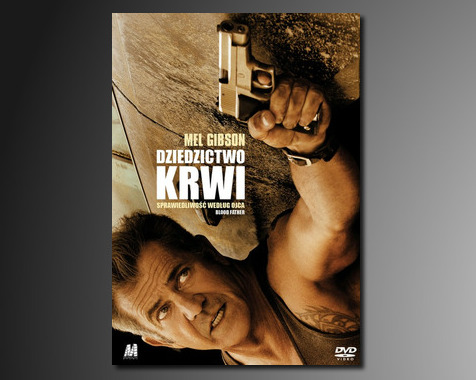 MEL GIBSON
DZIEDZICTWO
KRWI
SPRAWIEDLIWOŚĆ WEDŁUG OJCA
BLOOD FATHER
DVD
VIDEO